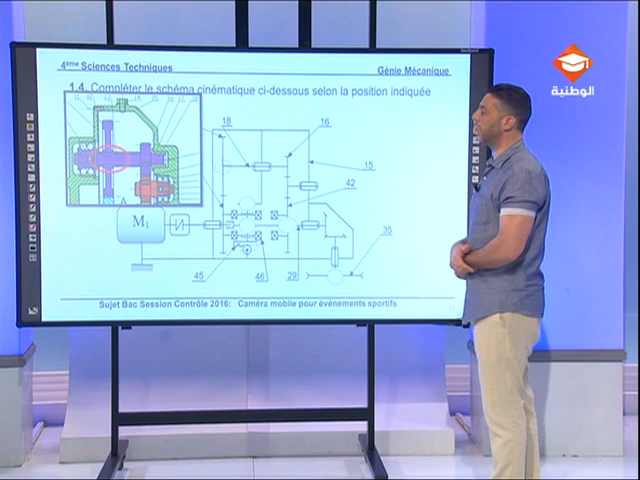 4ème Sciences Techniques
Génie Mécanique
1.4. Compléter le schéma cinématique ci-dessous selon la position indiquée
18
16
15
42
M1
35
45
46
29
Sujet Bac Session Contrôle 2016: Caméra mobile pour événements sportifs
الوطنية